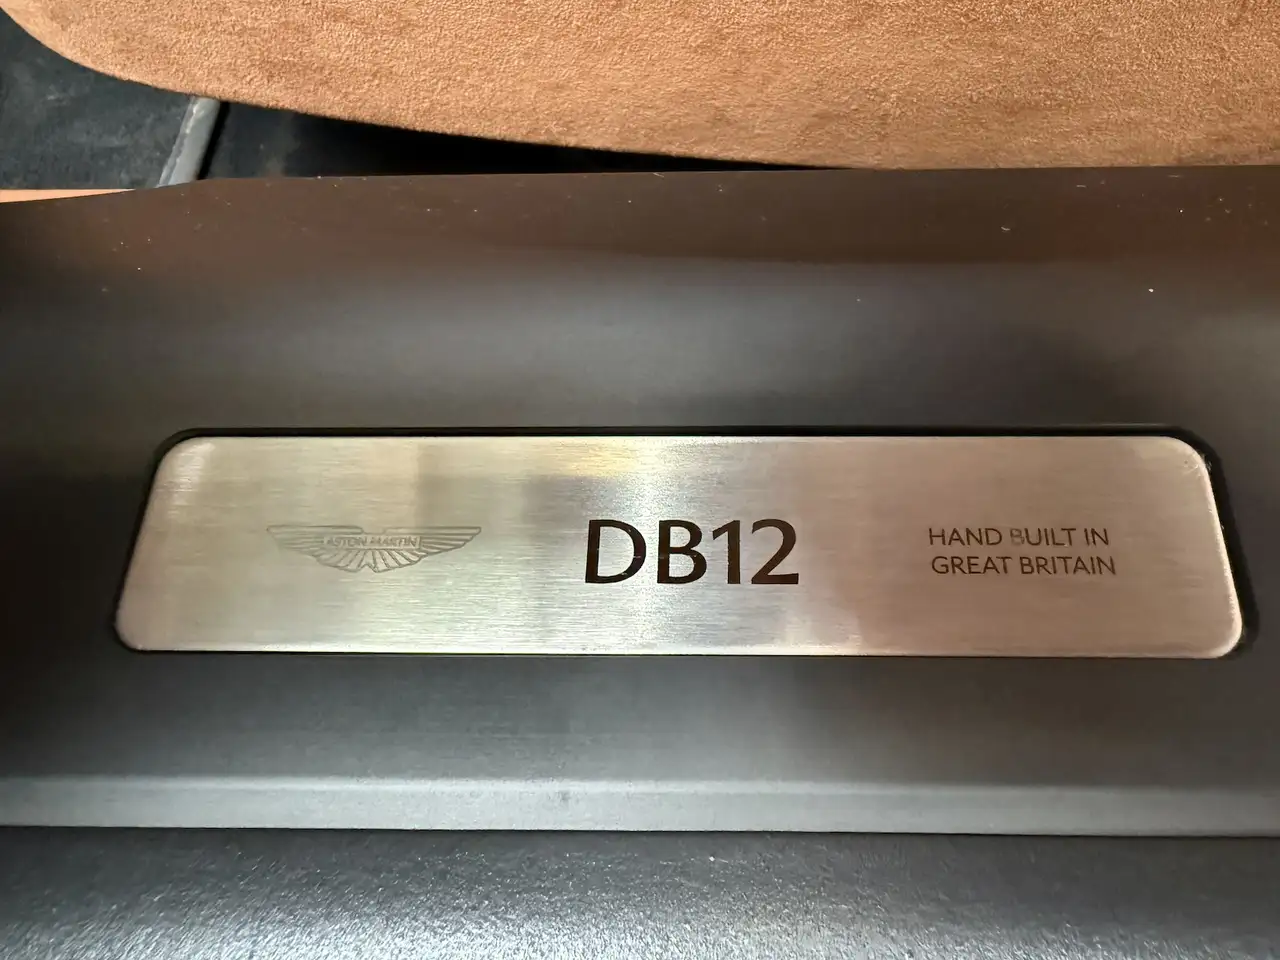 ASTON MARTIN
DB12
HAND BUILT IN
GREAT BRITAIN